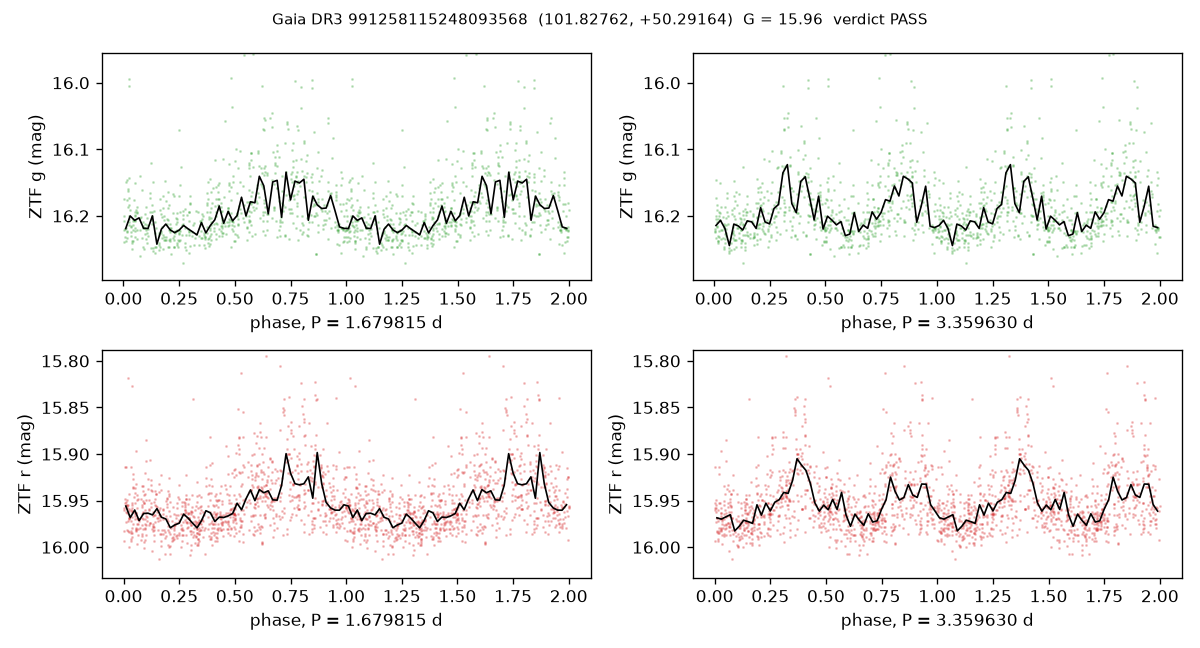 Gaia DR3 991258115248093568 (101.82762, +50.29164) G = 15.96 verdict PASS
ZTF g (mag)
16.0
16.1
16.2
0.00 0.25 0.50 0.75 1.00 1.25 1.50 1.75 2.00
phase, P = 1.679815 d
ZTF g (mag)
16.0
16.1
16.2
0.00 0.25 0.50 0.75 1.00 1.25 1.50 1.75 2.00
phase, P = 3.359630 d
ZTF r (mag)
15.80
15.85
15.90
15.95
16.00
0.00 0.25 0.50 0.75 1.00 1.25 1.50 1.75 2.00
phase, P = 1.679815 d
ZTF r (mag)
15.80
15.85
15.90
15.95
16.00
0.00 0.25 0.50 0.75 1.00 1.25 1.50 1.75 2.00
phase, P = 3.359630 d